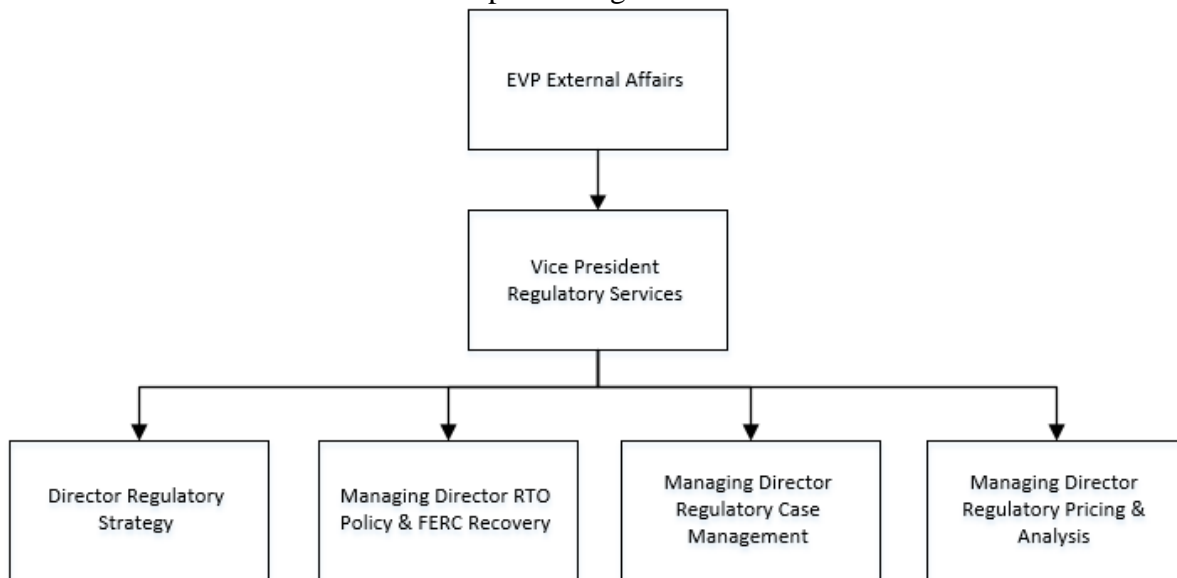 EVP External Affairs
Vice President
Regulatory Services
Director Regulatory
Strategy
Managing Director RTO
Policy & FERC Recovery
Managing Director
Regulatory Case
Management
Managing Director
Regulatory Pricing &
Analysis